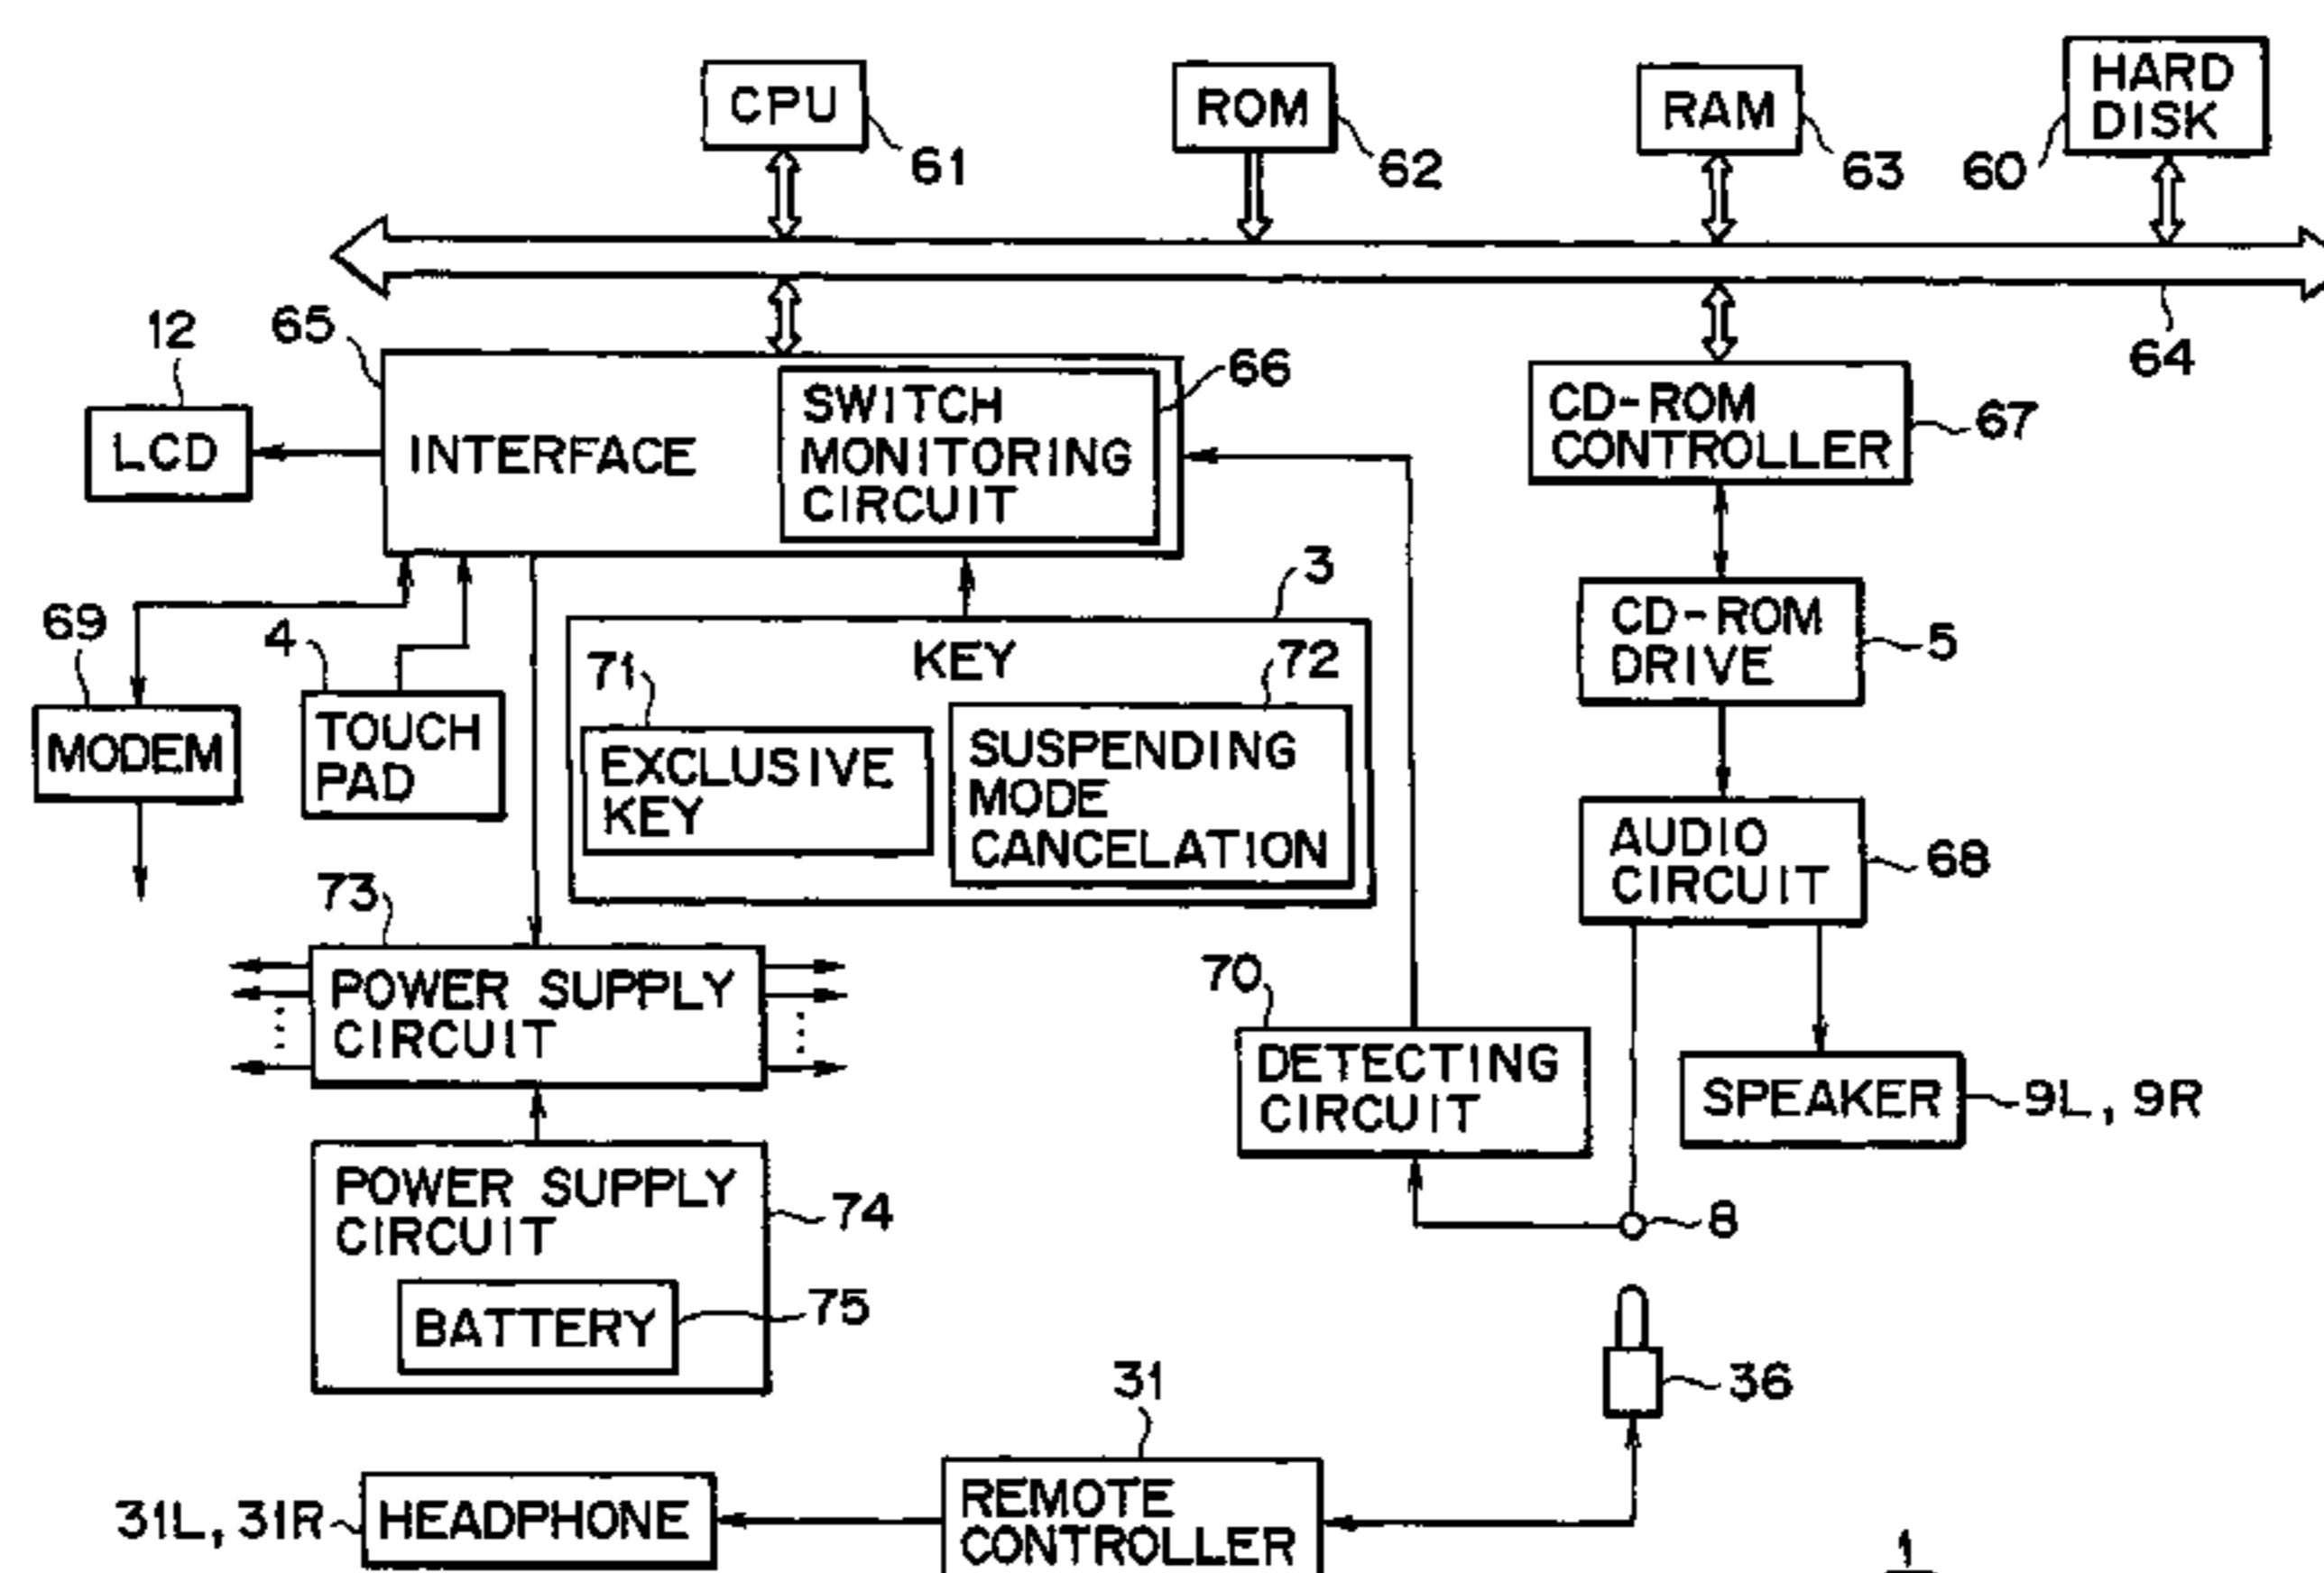 CPU
ROM
RAM
HARD
DISK
61
62
63
60
12
65
66
64
LCD
INTERFACE
SWITCH
MONITORING
CIRCUIT
CD-ROM
CONTROLLER
67
69
4
3
MODEM
TOUCH
PAD
KEY
71
72
EXCLUSIVE
KEY
SUSPENDING
MODE
CANCELATION
CD-ROM
DRIVE
5
AUDIO
CIRCUIT
68
73
POWER SUPPLY
CIRCUIT
70
DETECTING
CIRCUIT
SPEAKER
9L, 9R
POWER SUPPLY
CIRCUIT
74
BATTERY
75
8
36
31
31L, 31R
HEADPHONE
REMOTE
CONTROLLER
1